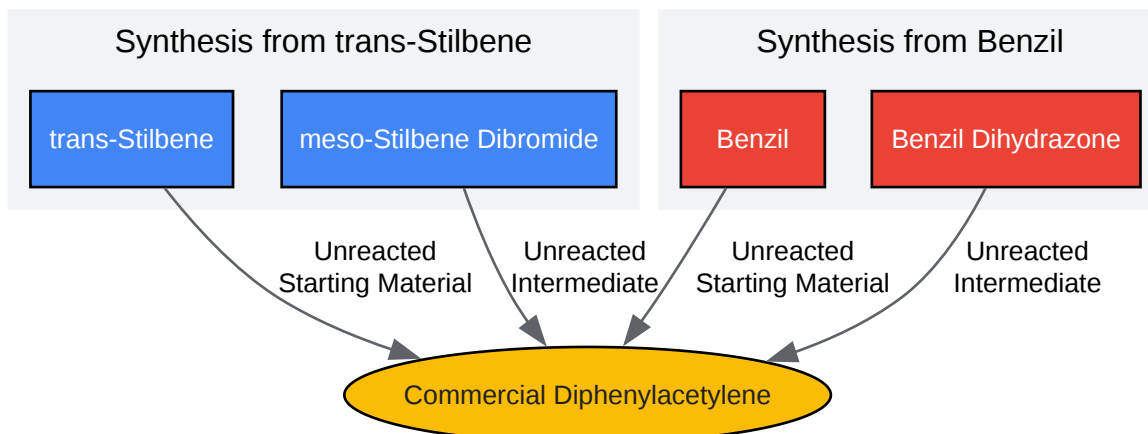 Synthesis from trans-Stilbene
Synthesis from Benzil
trans-Stilbene
meso-Stilbene Dibromide
Benzil
Benzil Dihydrazone
Unreacted
Starting Material
Unreacted
Intermediate
Unreacted
Starting Material
Unreacted
Intermediate
Commercial Diphenylacetylene